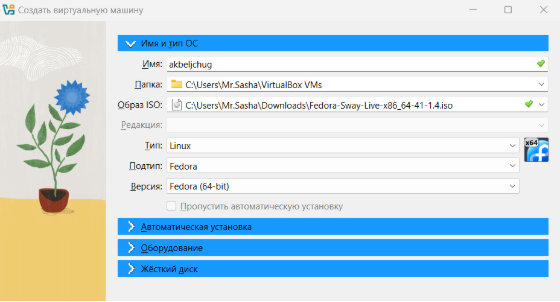 Создать виртуальную машину
Имя и тип ОС
Имя: akbeljchug
Папка: C:\Users\Mr.Sasha\VirtualBox VMs
Образ ISO: C:\Users\Mr.Sasha\Downloads\Fedora-Sway-Live-x86_64-41-1.4.iso
Редакция:
Тип: Linux
x64
Подтип: Fedora
Версия: Fedora (64-bit)
Пропустить автоматическую установку
Автоматическая установка
Оборудование
Жёсткий диск